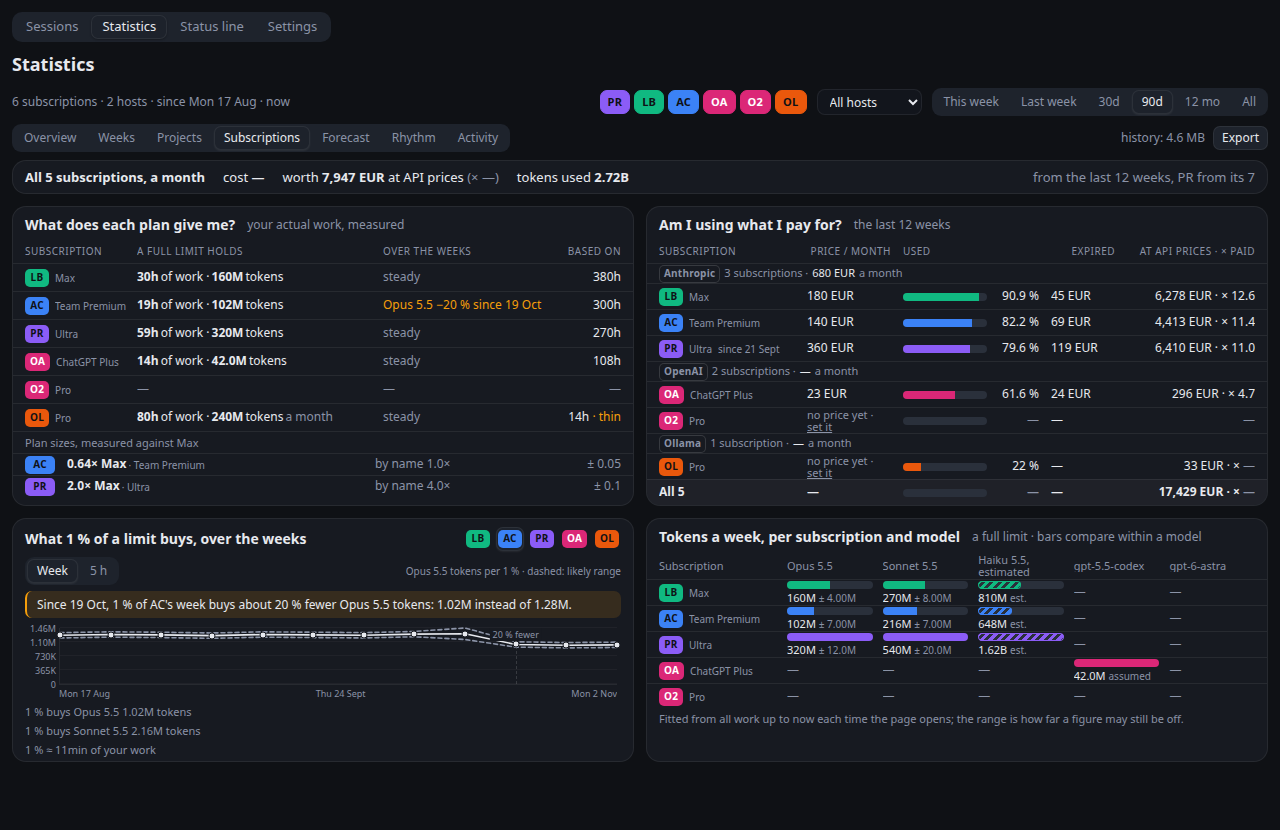 Sessions Statistics Status line Settings
Statistics
6 subscriptions · 2 hosts · since Mon 17 Aug · now
PR LB AC OA O2 OL All hosts This week Last week 30d 90d 12 mo All
Overview Weeks Projects Subscriptions Forecast Rhythm Activity
history: 4.6 MB Export
All 5 subscriptions, a month cost — worth 7,947 EUR at API prices (× —) tokens used 2.72B from the last 12 weeks, PR from its 7
What does each plan give me? your actual work, measured
SUBSCRIPTION A FULL LIMIT HOLDS OVER THE WEEKS BASED ON
LB Max 30h of work · 160M tokens steady 380h
AC Team Premium 19h of work · 102M tokens Opus 5.5 −20 % since 19 Oct 300h
PR Ultra 59h of work · 320M tokens steady 270h
OA ChatGPT Plus 14h of work · 42.0M tokens steady 108h
O2 Pro — — —
OL Pro 80h of work · 240M tokens a month steady 14h · thin
Plan sizes, measured against Max
AC 0.64× Max · Team Premium by name 1.0× ± 0.05
PR 2.0× Max · Ultra by name 4.0× ± 0.1
Am I using what I pay for? the last 12 weeks
SUBSCRIPTION PRICE / MONTH USED EXPIRED AT API PRICES · × PAID
Anthropic 3 subscriptions · 680 EUR a month
LB Max 180 EUR 90.9 % 45 EUR 6,278 EUR · × 12.6
AC Team Premium 140 EUR 82.2 % 69 EUR 4,413 EUR · × 11.4
PR Ultra since 21 Sept 360 EUR 79.6 % 119 EUR 6,410 EUR · × 11.0
OpenAI 2 subscriptions · — a month
OA ChatGPT Plus 23 EUR 61.6 % 24 EUR 296 EUR · × 4.7
O2 Pro no price yet · set it — — —
Ollama 1 subscription · — a month
OL Pro no price yet · set it 22 % — 33 EUR · × —
All 5 — — — 17,429 EUR · × —
What 1 % of a limit buys, over the weeks LB AC PR OA OL
Week 5 h Opus 5.5 tokens per 1 % · dashed: likely range
Since 19 Oct, 1 % of AC's week buys about 20 % fewer Opus 5.5 tokens: 1.02M instead of 1.28M.
1.46M
20 % fewer
1.10M
730K
365K
0
Mon 17 Aug Thu 24 Sept Mon 2 Nov
1 % buys Opus 5.5 1.02M tokens
1 % buys Sonnet 5.5 2.16M tokens
1 % ≈ 11min of your work
Tokens a week, per subscription and model a full limit · bars compare within a model
Subscription Opus 5.5 Sonnet 5.5 Haiku 5.5, estimated gpt-5.5-codex gpt-6-astra
LB Max 160M ± 4.00M 270M ± 8.00M 810M est. — —
AC Team Premium 102M ± 7.00M 216M ± 7.00M 648M est. — —
PR Ultra 320M ± 12.0M 540M ± 20.0M 1.62B est. — —
OA ChatGPT Plus — — — 42.0M assumed —
O2 Pro — — — — —
Fitted from all work up to now each time the page opens; the range is how far a figure may still be off.